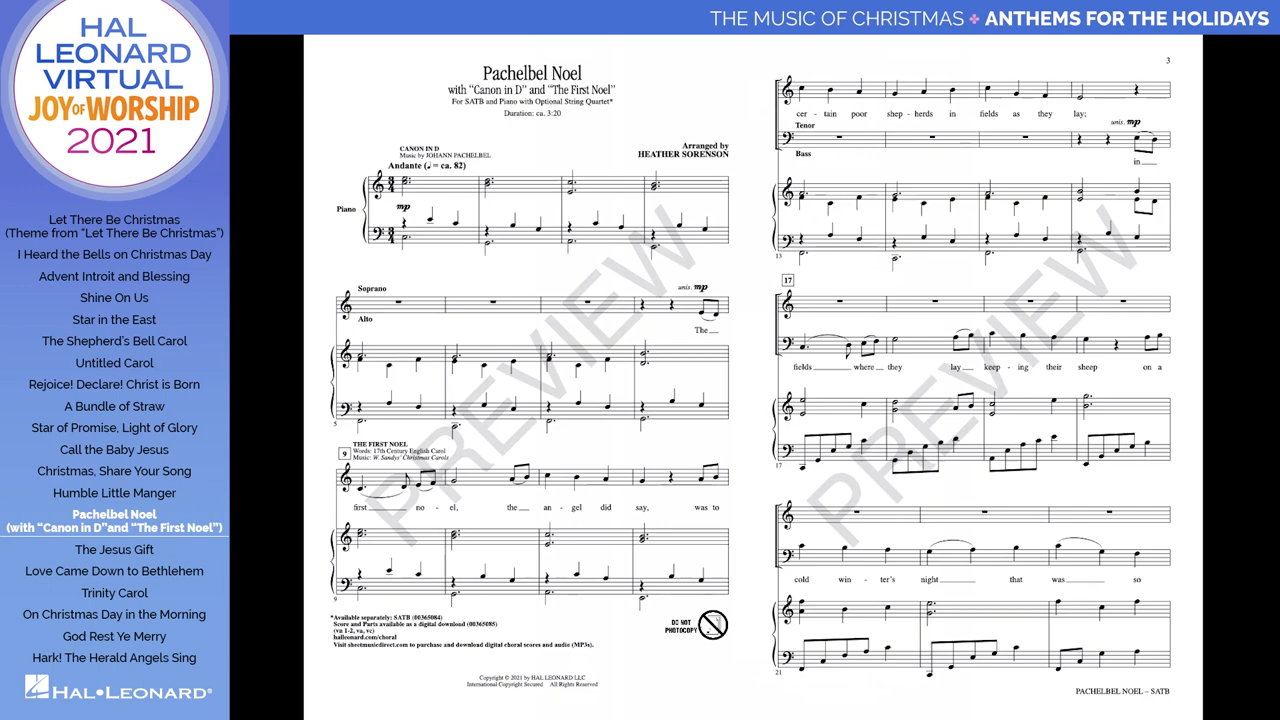 HAL
LEONARD
VIRTUAL
JOY OF WORSHIP
2021
Let There Be Christmas
(Theme from “Let There Be Christmas”)
I Heard the Bells on Christmas Day
Advent Introit and Blessing
Shine On Us
Star in the East
The Shepherd’s Bell Carol
Untitled Carol
Rejoice! Declare! Christ is Born
A Bundle of Straw
Star of Promise, Light of Glory
Call the Baby Jesus
Christmas, Share Your Song
Humble Little Manger
Pachelbel Noel
(with “Canon in D”and “The First Noel”)
The Jesus Gift
Love Came Down to Bethlehem
Trinity Carol
On Christmas Day in the Morning
God Rest Ye Merry
Hark! The Herald Angels Sing
HAL•LEONARD®
THE MUSIC OF CHRISTMAS ANTHEMS FOR THE HOLIDAYS
Pachelbel Noel
with “Canon in D” and “The First Noel”
For SATB and Piano with Optional String Quartet*
Duration: ca. 3:20
CANON IN D
Music by JOHANN PACHELBEL
Arranged by
HEATHER SORENSON
Andante (♩ = ca. 82)
Piano
mp
Soprano
unis. mp
Alto
The
5
9
THE FIRST NOEL
Words: 17th Century English Carol
Music: W. Sandys’ Christmas Carols
first no - el, the an - gel did say, was to
9
*Available separately: SATB (00365084)
Score and Parts available as a digital download (00365085)
(vn 1-2, va, vc)
halleonard.com/choral
Visit sheetmusicdirect.com to purchase and download digital choral scores and audio (MP3s).
DO NOT
PHOTOCOPY
Copyright © 2021 by HAL LEONARD LLC
International Copyright Secured All Rights Reserved
PREVIEW
3
cer - tain poor shep - herds in fields as they lay;
Tenor
unis. mp
Bass
in
13
17
fields where they lay keep - ing their sheep on a
17
cold win - ter’s night that was so
21
PACHELBEL NOEL – SATB
PREVIEW